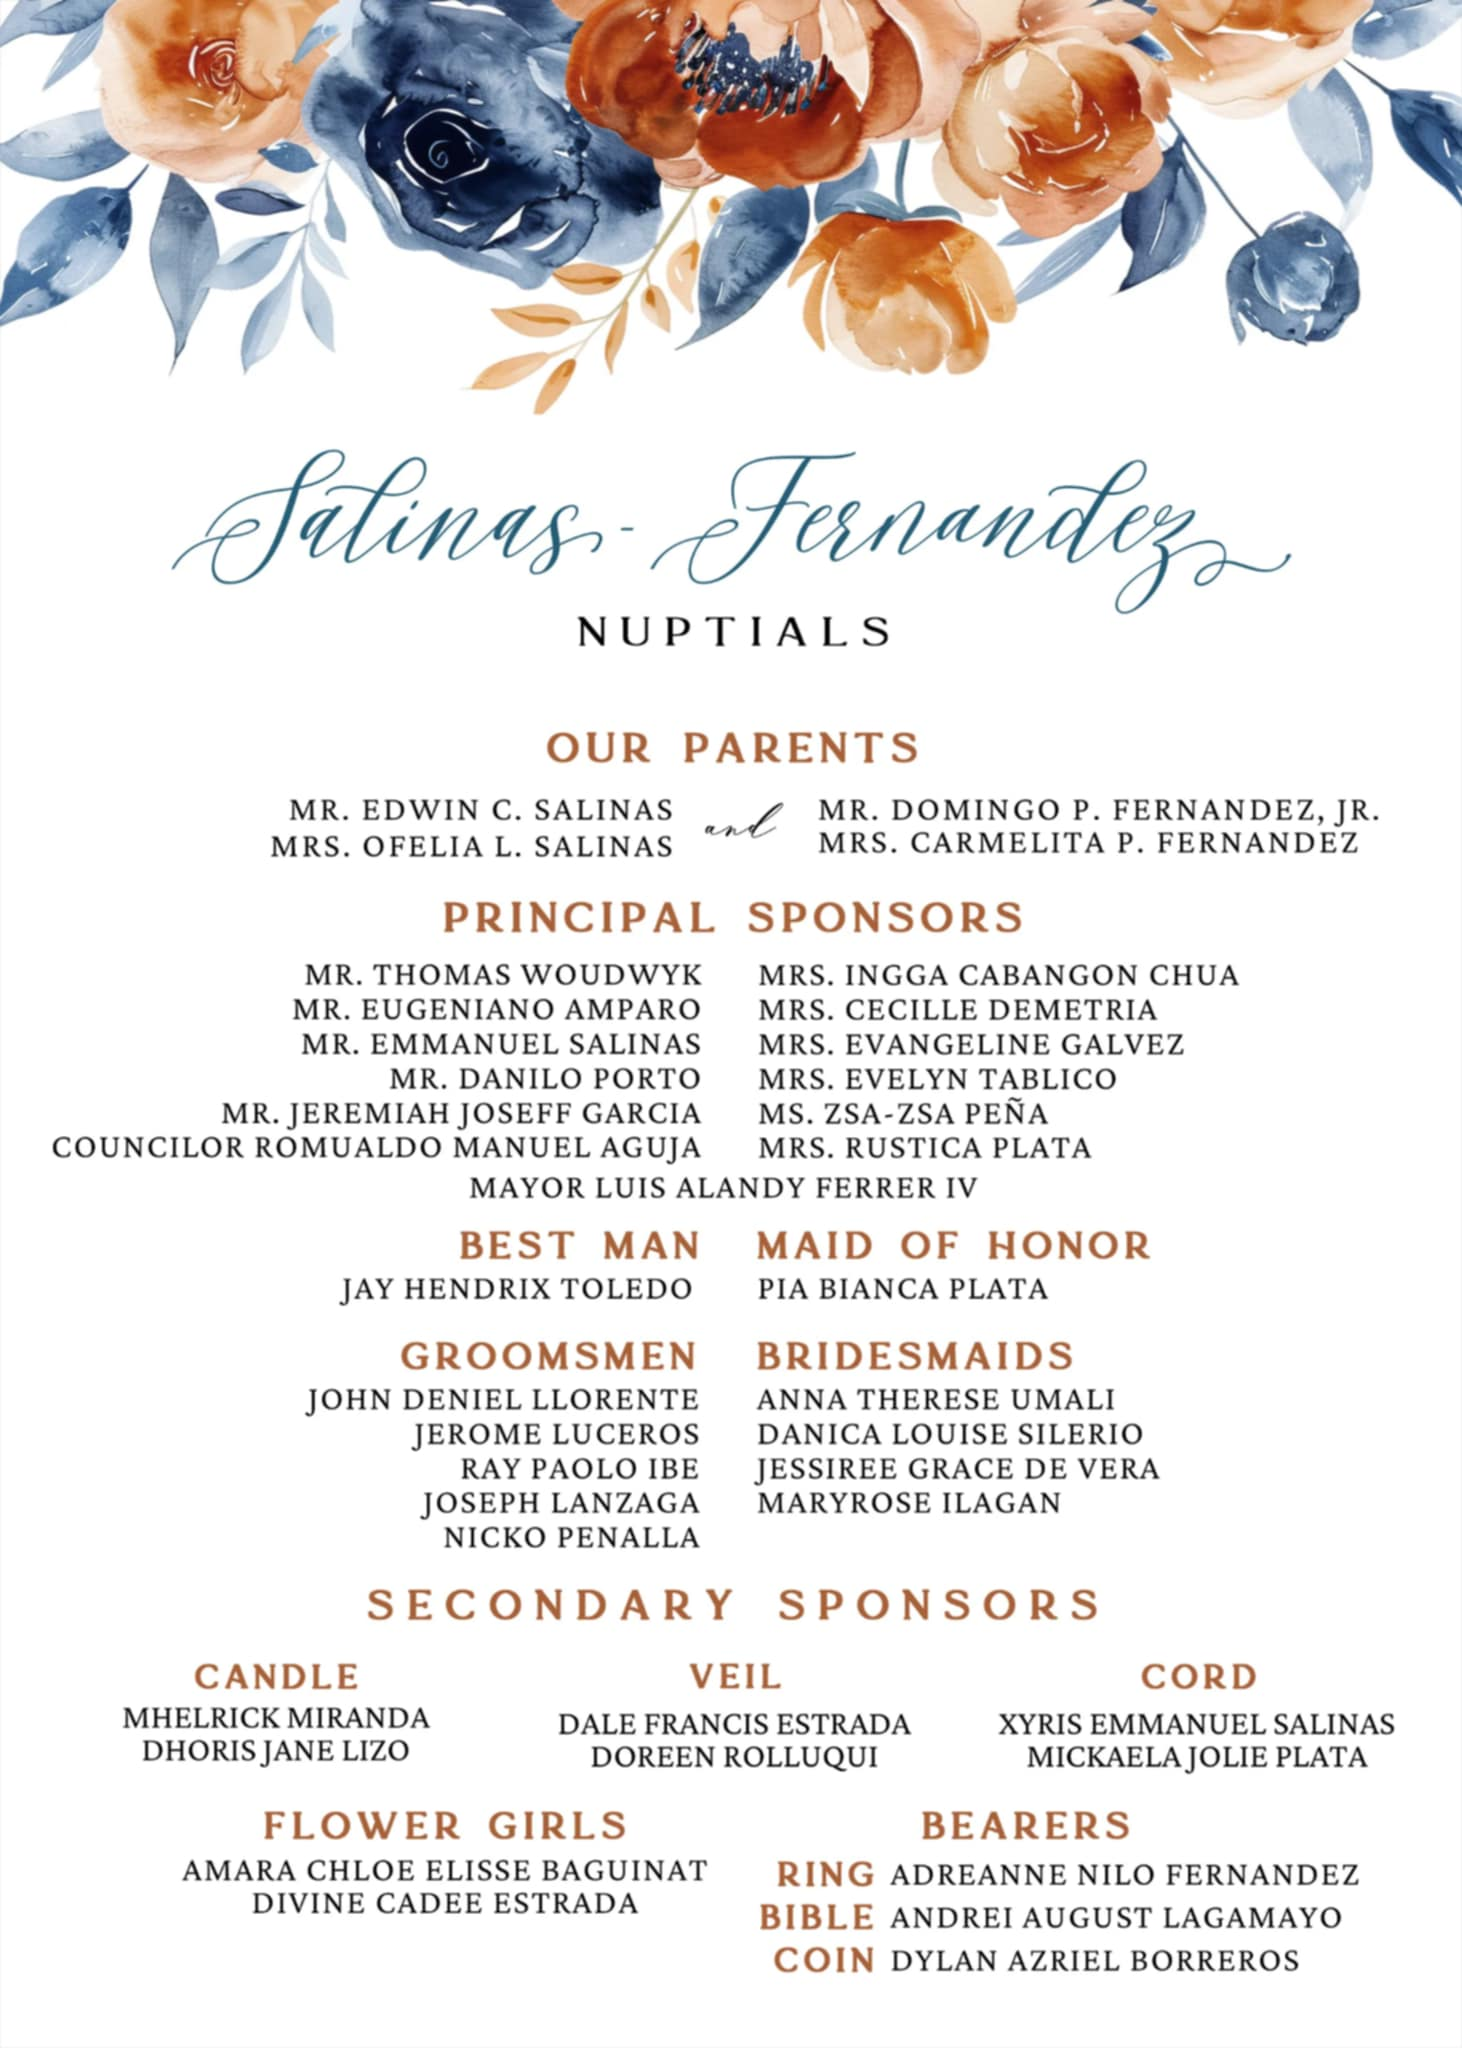 Salinas - Fernandez
NUPTIALS
OUR PARENTS
MR. EDWIN C. SALINAS
MRS. OFELIA L. SALINAS
and
MR. DOMINGO P. FERNANDEZ, JR.
MRS. CARMELITA P. FERNANDEZ
PRINCIPAL SPONSORS
MR. THOMAS WOUDWYK
MR. EUGENIANO AMPARO
MR. EMMANUEL SALINAS
MR. DANILO PORTO
MR. JEREMIAH JOSEFF GARCIA
COUNCILOR ROMUALDO MANUEL AGUJA
MRS. INGGA CABANGON CHUA
MRS. CECILLE DEMETRIA
MRS. EVANGELINE GALVEZ
MRS. EVELYN TABLICO
MS. ZSA-ZSA PEÑA
MRS. RUSTICA PLATA
MAYOR LUIS ALANDY FERRER IV
BEST MAN
JAY HENDRIX TOLEDO
MAID OF HONOR
PIA BIANCA PLATA
GROOMSMEN
JOHN DENIEL LLORENTE
JEROME LUCEROS
RAY PAOLO IBE
JOSEPH LANZAGA
NICKO PENALLA
BRIDESMAIDS
ANNA THERESE UMALI
DANICA LOUISE SILERIO
JESSIREE GRACE DE VERA
MARYROSE ILAGAN
SECONDARY SPONSORS
CANDLE
MHELRICK MIRANDA
DHORIS JANE LIZO
VEIL
DALE FRANCIS ESTRADA
DOREEN ROLLUQUI
CORD
XYRIS EMMANUEL SALINAS
MICKAELA JOLIE PLATA
FLOWER GIRLS
AMARA CHLOE ELISSE BAGUINAT
DIVINE CADEE ESTRADA
BEARERS
RING ADREANNE NILO FERNANDEZ
BIBLE ANDREI AUGUST LAGAMAYO
COIN DYLAN AZRIEL BORREROS